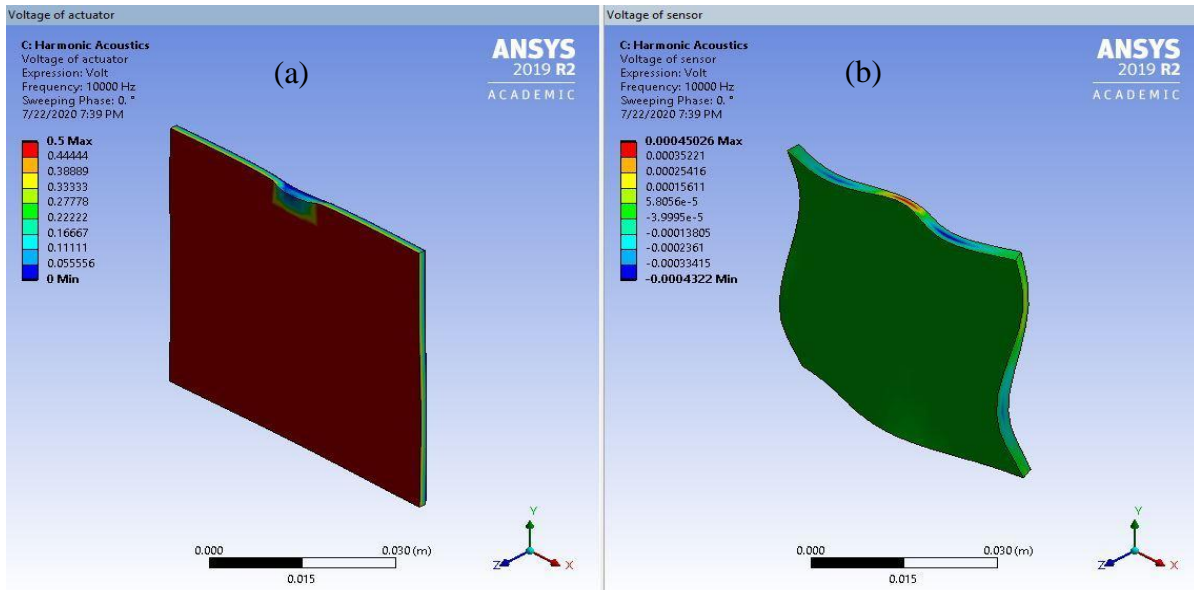 Voltage of actuator
C: Harmonic Acoustics
Voltage of actuator
Expression: Volt
Frequency: 10000 Hz
Sweeping Phase: 0. °
7/22/2020 7:39 PM
(a)
ANSYS
2019 R2
ACADEMIC
0.5 Max
0.44444
0.38889
0.33333
0.27778
0.22222
0.16667
0.11111
0.055556
0 Min
0.000
0.030 (m)
0.015
Y
Z
X
Voltage of sensor
C: Harmonic Acoustics
Voltage of sensor
Expression: Volt
Frequency: 10000 Hz
Sweeping Phase: 0. °
7/22/2020 7:39 PM
(b)
ANSYS
2019 R2
ACADEMIC
0.00045026 Max
0.00035221
0.00025416
0.00015611
5.8056e-5
-3.9995e-5
-0.00013805
-0.0002361
-0.00033415
-0.0004322 Min
0.000
0.030 (m)
0.015
Y
Z
X